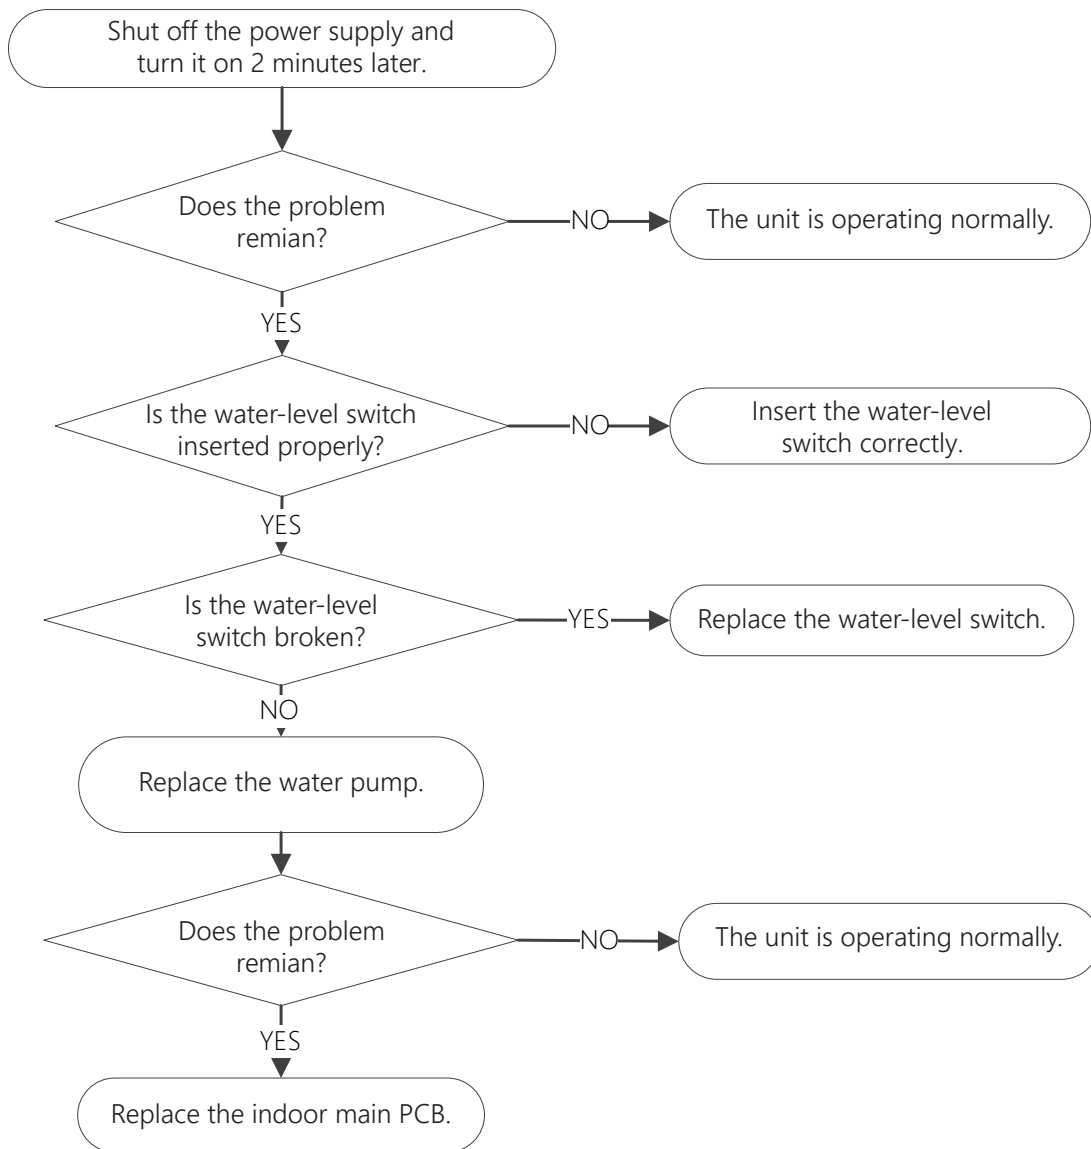 Shut off the power supply and
turn it on 2 minutes later.
Does the problem
remian?
NO
The unit is operating normally.
YES
Is the water-level switch
inserted properly?
NO
Insert the water-level
switch correctly.
YES
Is the water-level
switch broken?
YES
Replace the water-level switch.
NO
Replace the water pump.
Does the problem
remian?
NO
The unit is operating normally.
YES
Replace the indoor main PCB.